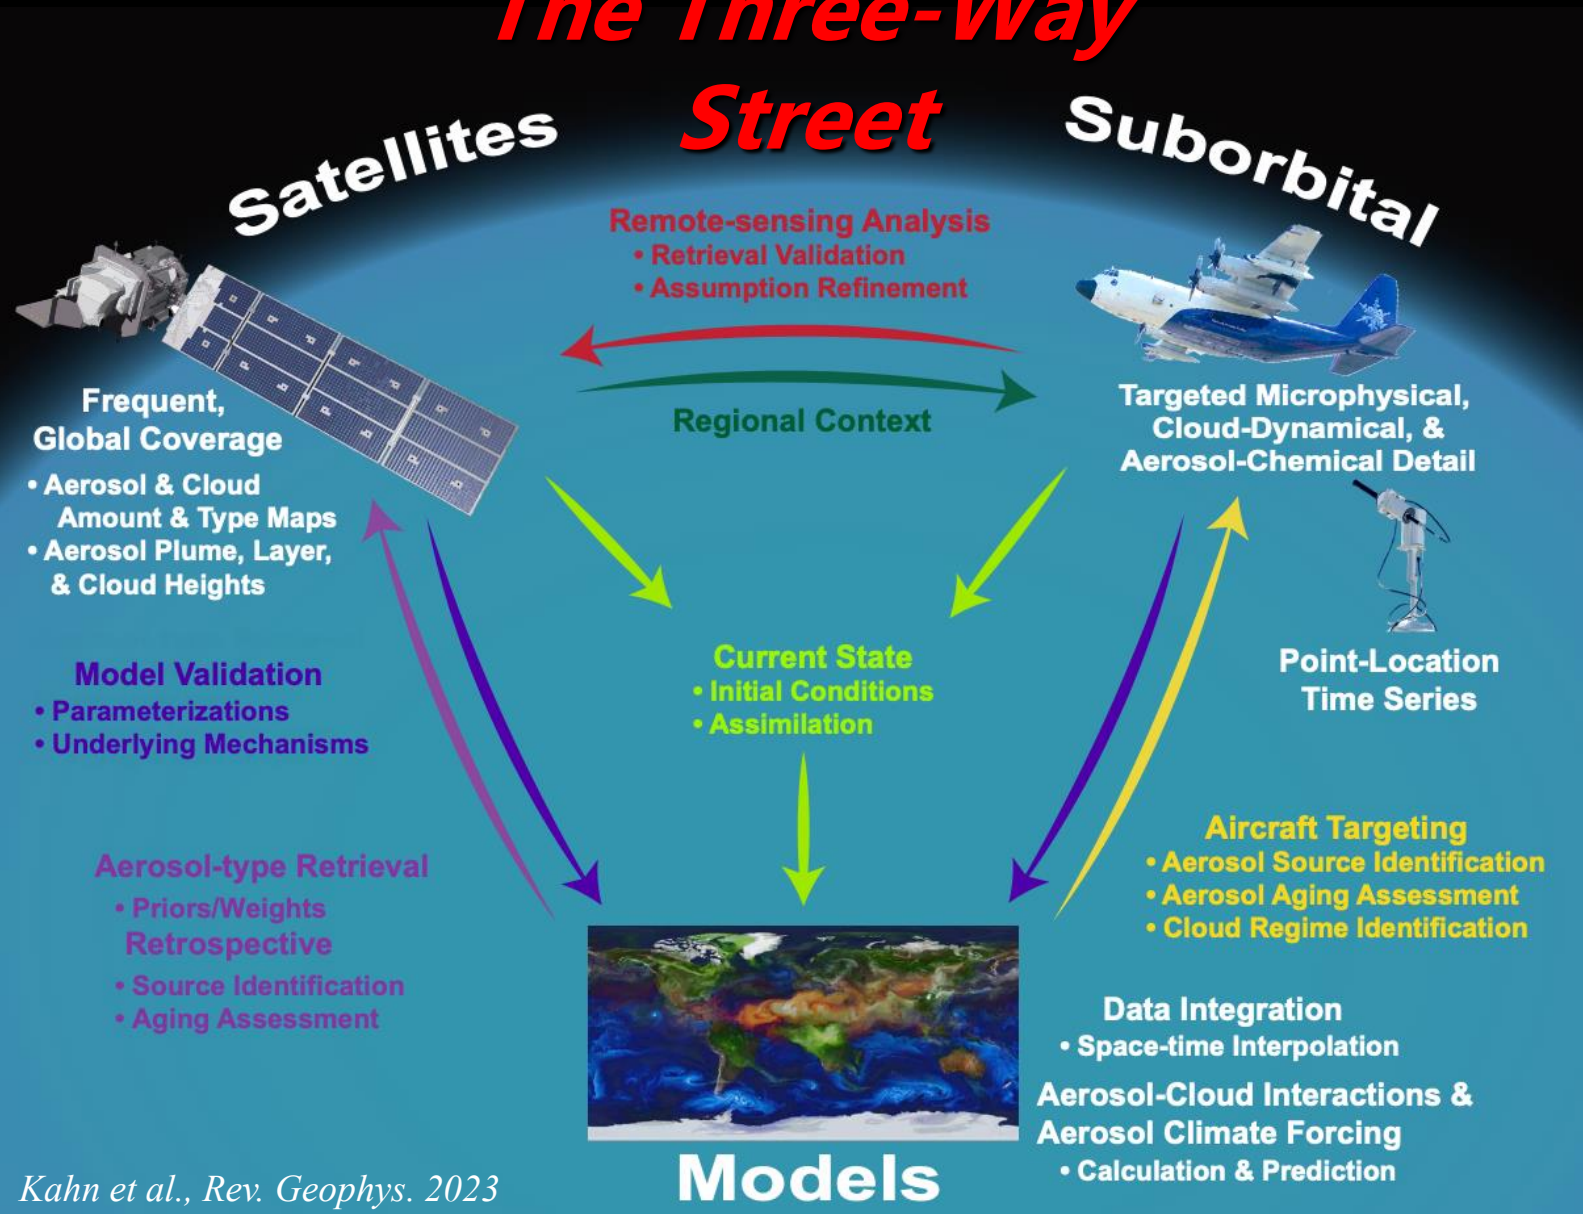 The Three-Way
Street
Satellites
Suborbital
Remote-sensing Analysis
• Retrieval Validation
• Assumption Refinement
Regional Context
Frequent,
Global Coverage
• Aerosol & Cloud
Amount & Type Maps
• Aerosol Plume, Layer,
& Cloud Heights
Targeted Microphysical,
Cloud-Dynamical, &
Aerosol-Chemical Detail
Point-Location
Time Series
Current State
• Initial Conditions
• Assimilation
Model Validation
• Parameterizations
• Underlying Mechanisms
Aerosol-type Retrieval
• Priors/Weights
Retrospective
• Source Identification
• Aging Assessment
Aircraft Targeting
• Aerosol Source Identification
• Aerosol Aging Assessment
• Cloud Regime Identification
Data Integration
• Space-time Interpolation
Aerosol-Cloud Interactions &
Aerosol Climate Forcing
• Calculation & Prediction
Models
Kahn et al., Rev. Geophys. 2023